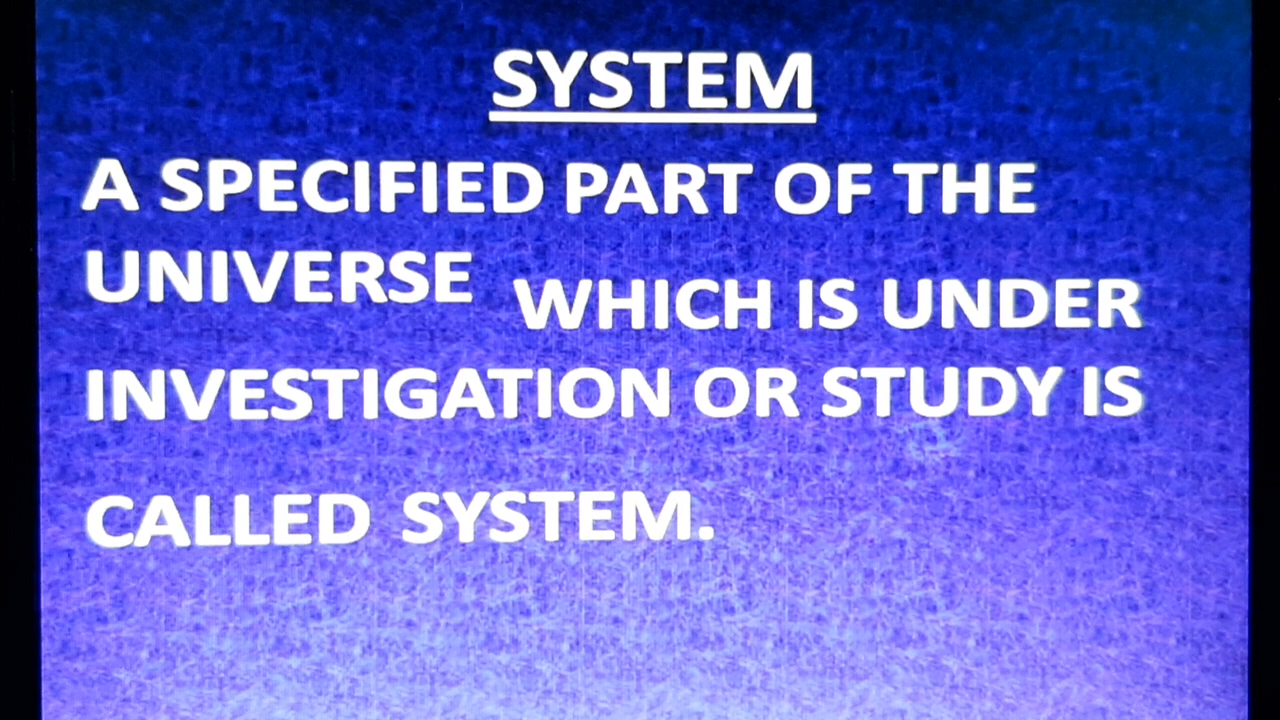 SYSTEM
A SPECIFIED PART OF THE
UNIVERSE WHICH IS UNDER
INVESTIGATION OR STUDY IS
CALLED SYSTEM.